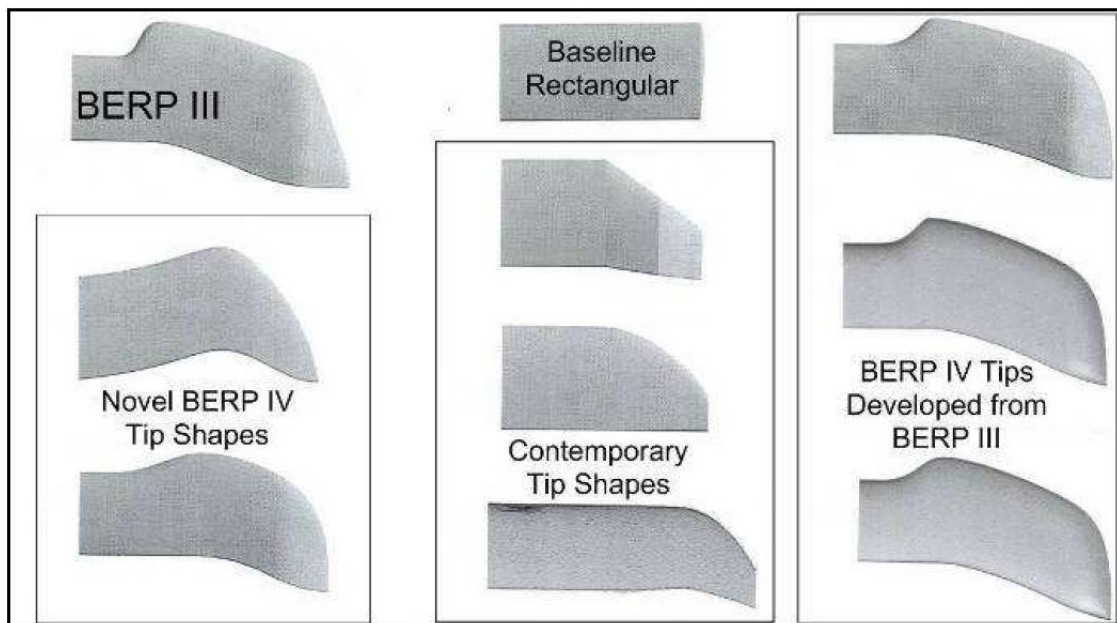 BERP III
Baseline
Rectangular
Novel BERP IV
Tip Shapes
Contemporary
Tip Shapes
BERP IV Tips
Developed from
BERP III